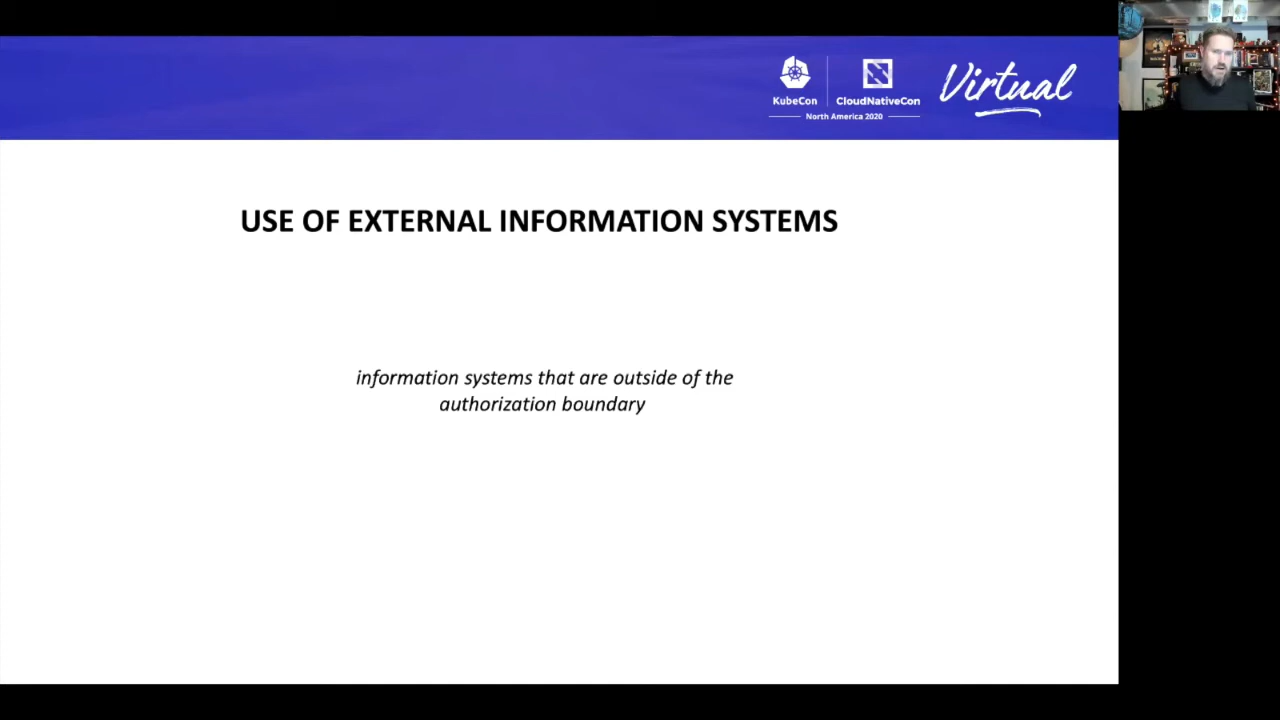 KubeCon
CloudNativeCon
North America 2020
Virtual
USE OF EXTERNAL INFORMATION SYSTEMS
information systems that are outside of the
authorization boundary